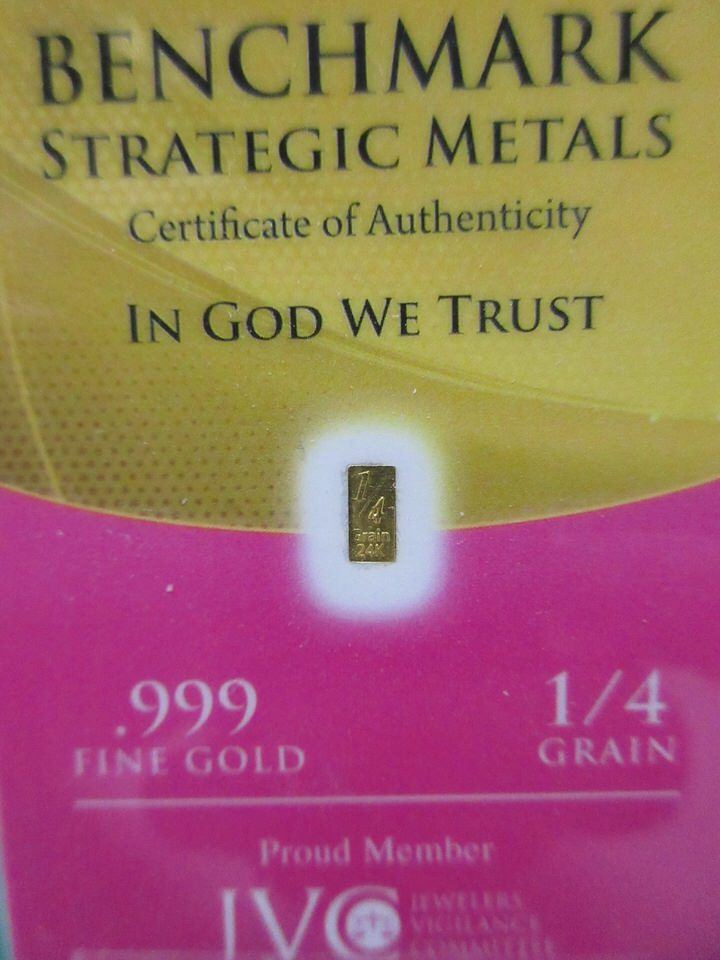 BENCHMARK
STRATEGIC METALS
Certificate of Authenticity
IN GOD WE TRUST
1/4
Grain
24K
.999
FINE GOLD
1/4
GRAIN
Proud Member
JVC
JEWELERS
VIGILANCE
COMMITTEE